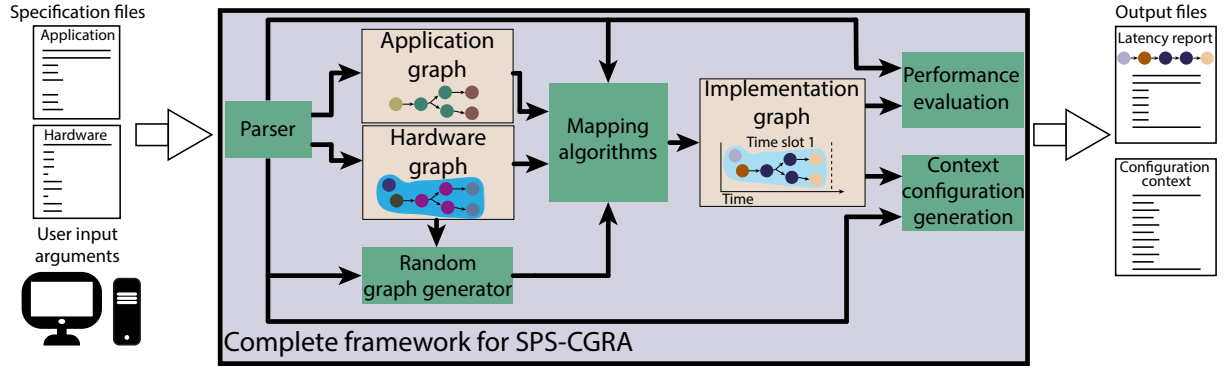 Specification files
Application
Hardware
User input
arguments
Parser
Application
graph
Hardware
graph
Random
graph generator
Mapping
algorithms
Implementation
graph
Time slot 1
Time
Performance
evaluation
Context
configuration
generation
Complete framework for SPS-CGRA
Output files
Latency report
Configuration
context